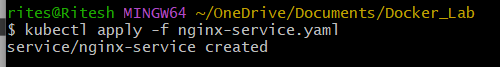 rites@Ritesh MINGW64 ~/OneDrive/Documents/Docker_Lab
$ kubectl apply -f nginx-service.yaml
service/nginx-service created